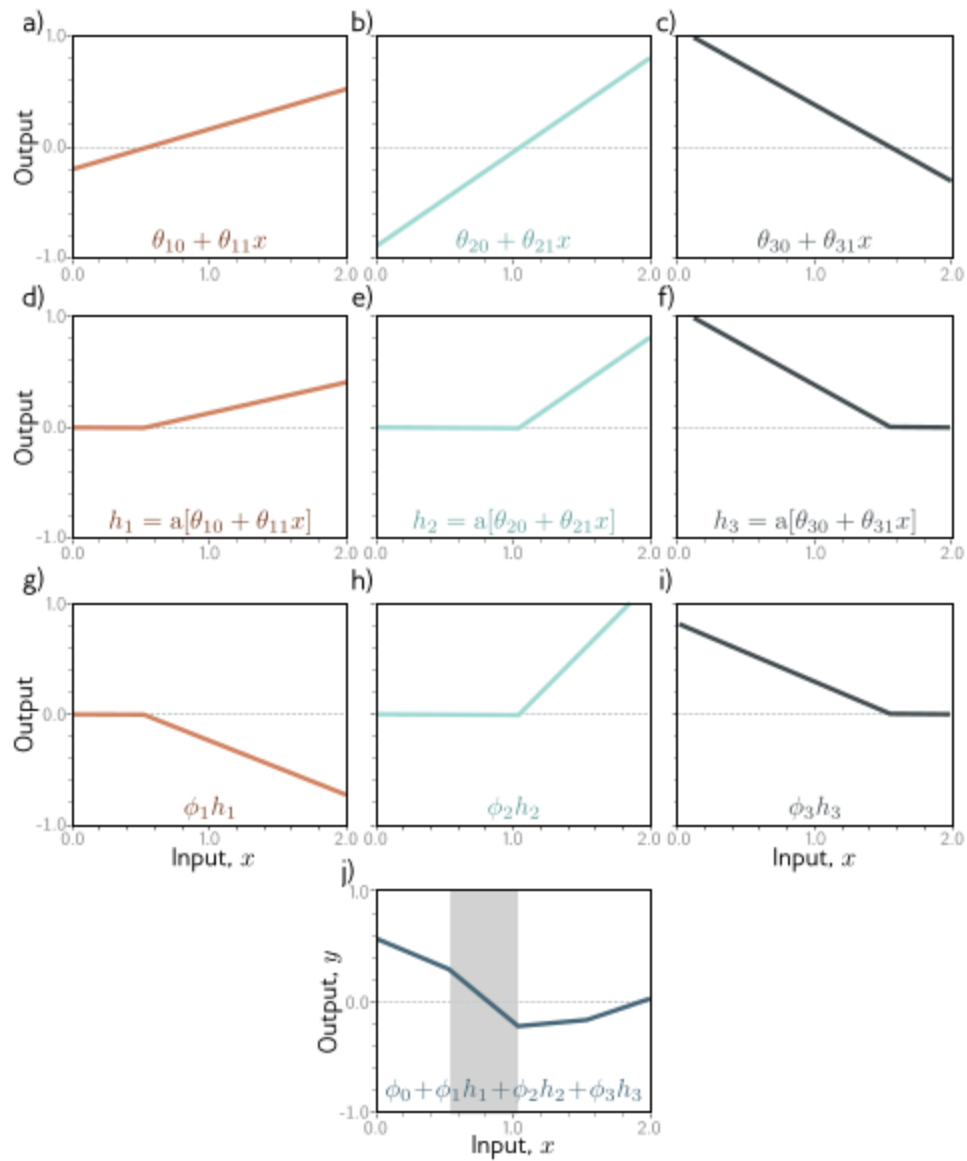 a) b) c)
1.0
Output
0.0
-1.0
θ₁₀ + θ₁₁x θ₂₀ + θ₂₁x θ₃₀ + θ₃₁x
0.0 1.0 2.0 0.0 1.0 2.0 0.0 1.0 2.0
d) e) f)
1.0
Output
0.0
-1.0
h₁ = a[θ₁₀ + θ₁₁x] h₂ = a[θ₂₀ + θ₂₁x] h₃ = a[θ₃₀ + θ₃₁x]
0.0 1.0 2.0 0.0 1.0 2.0 0.0 1.0 2.0
g) h) i)
1.0
Output
0.0
-1.0
ϕ₁h₁ ϕ₂h₂ ϕ₃h₃
0.0 1.0 2.0 0.0 1.0 2.0 0.0 1.0 2.0
Input, x Input, x
j)
1.0
Output, y
0.0
-1.0
ϕ₀+ϕ₁h₁+ϕ₂h₂+ϕ₃h₃
0.0 1.0 2.0
Input, x